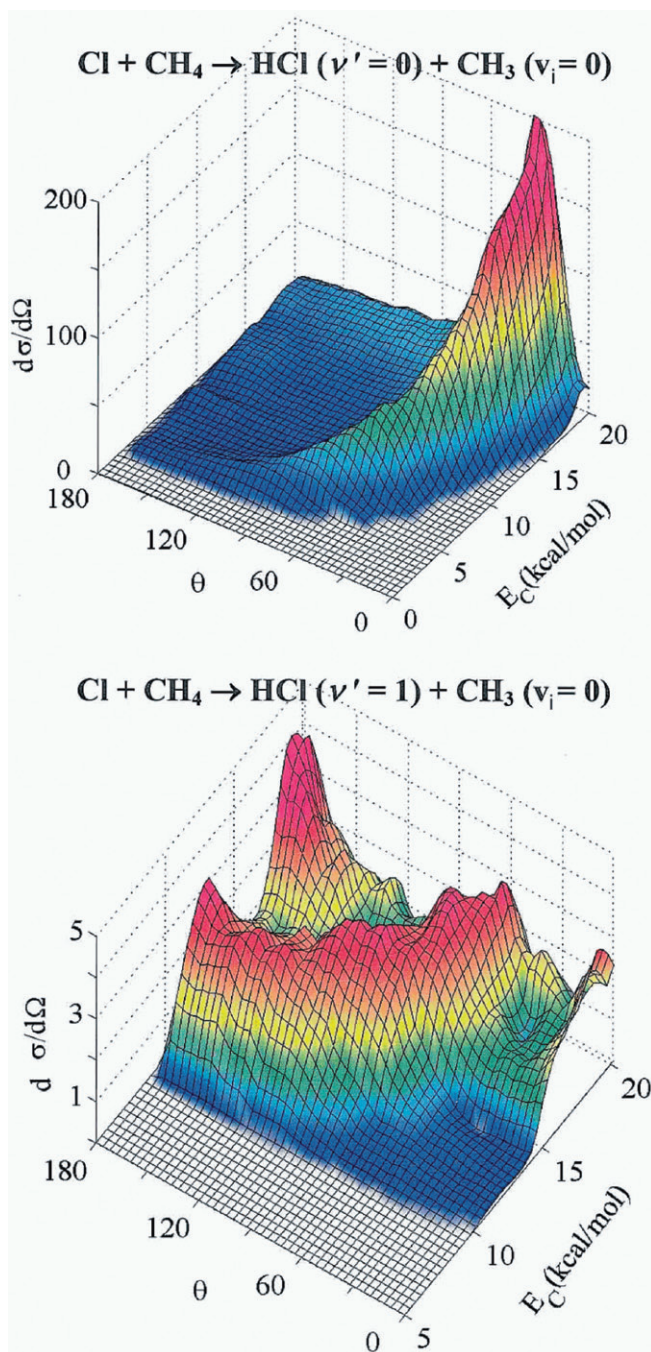 Cl + CH₄ → HCl (ν' = 0) + CH₃ (vᵢ = 0)
200
100
0
dσ/dΩ
180
120
60
0
θ
0
5
10
15
20
E_C(kcal/mol)
Cl + CH₄ → HCl (ν' = 1) + CH₃ (vᵢ = 0)
5
3
1
d σ/dΩ
180
120
60
0
θ
5
10
15
20
E_C(kcal/mol)